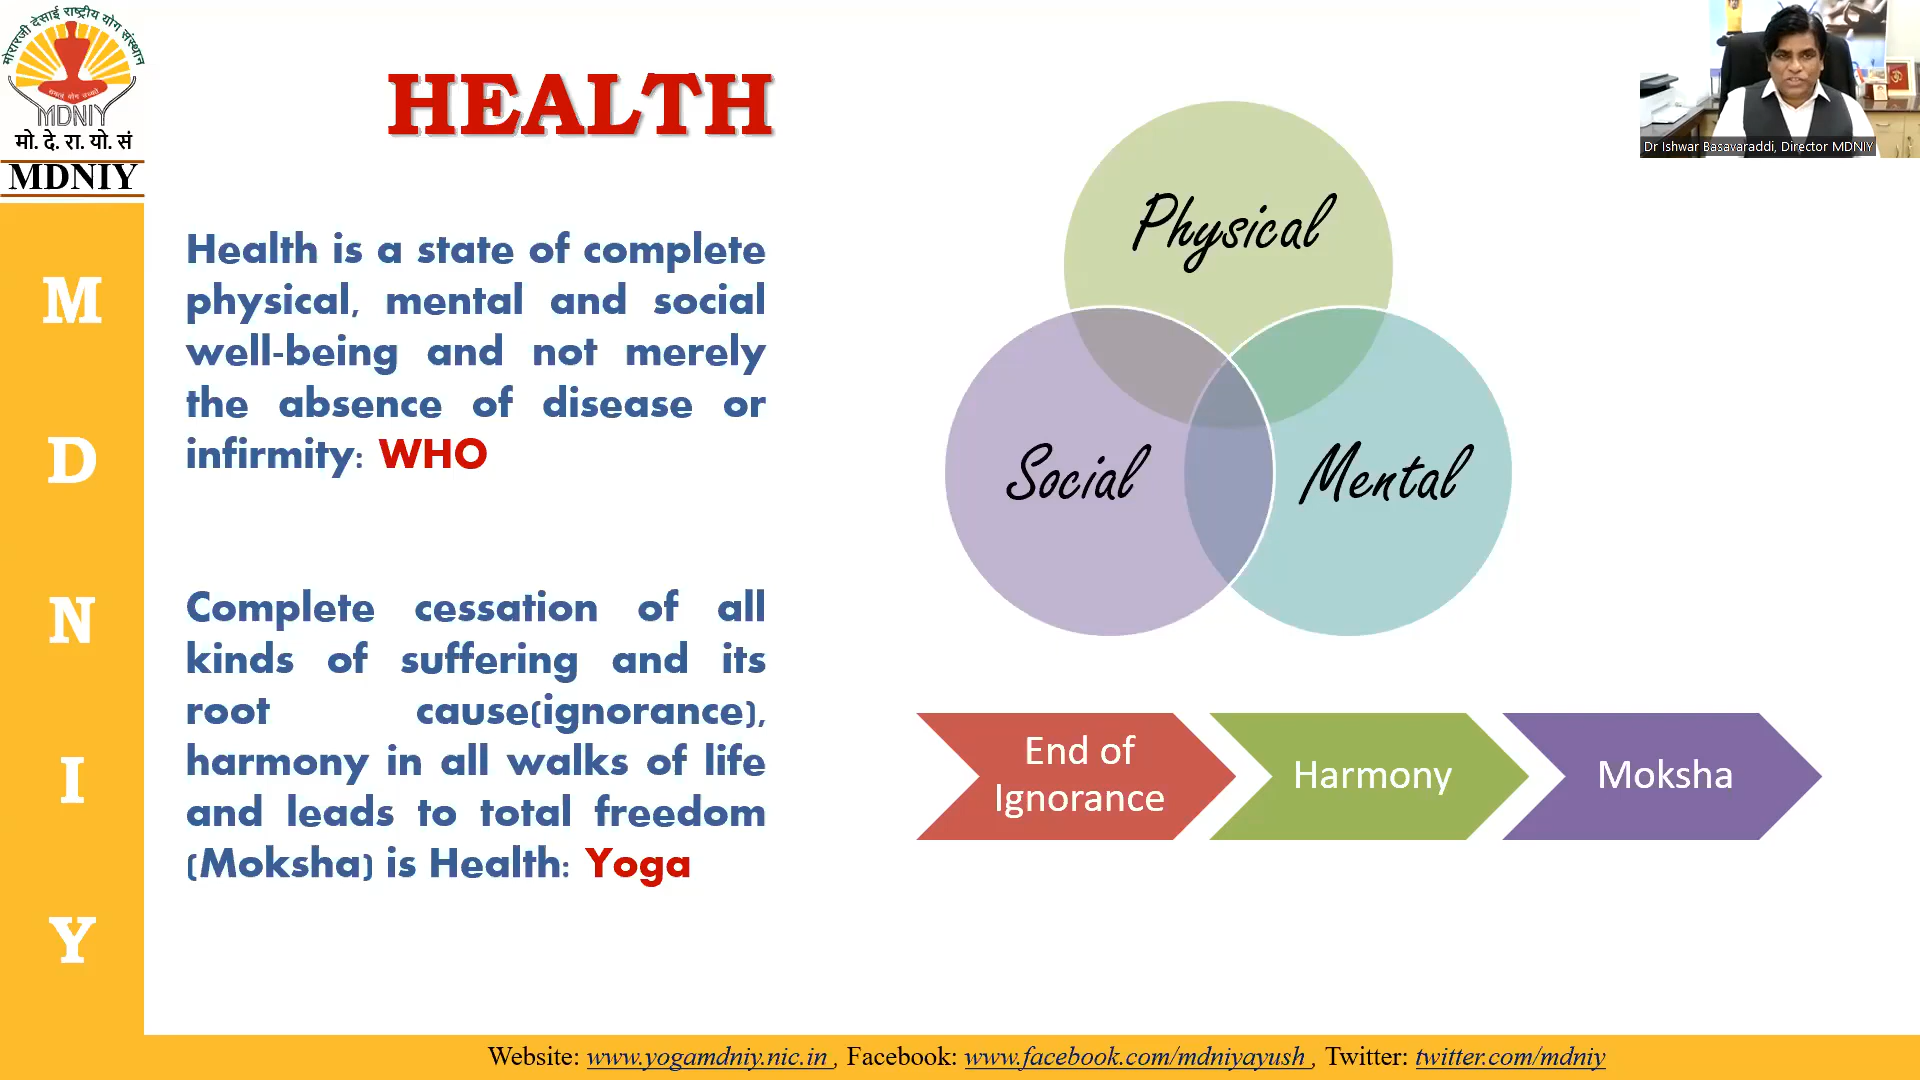 मोरारजी देसाई राष्ट्रीय योग संस्थान
MDNIY
मो. दे. रा. यो. सं
MDNIY
M
D
N
I
Y
HEALTH
Health is a state of complete
physical, mental and social
well-being and not merely
the absence of disease or
infirmity: WHO
Complete cessation of all
kinds of suffering and its
root cause(ignorance),
harmony in all walks of life
and leads to total freedom
(Moksha) is Health: Yoga
Physical
Social
Mental
End of
Ignorance
Harmony
Moksha
Dr Ishwar Basavaraddi, Director MDNIY
Website: www.yogamdniy.nic.in , Facebook: www.facebook.com/mdniyayush , Twitter: twitter.com/mdniy